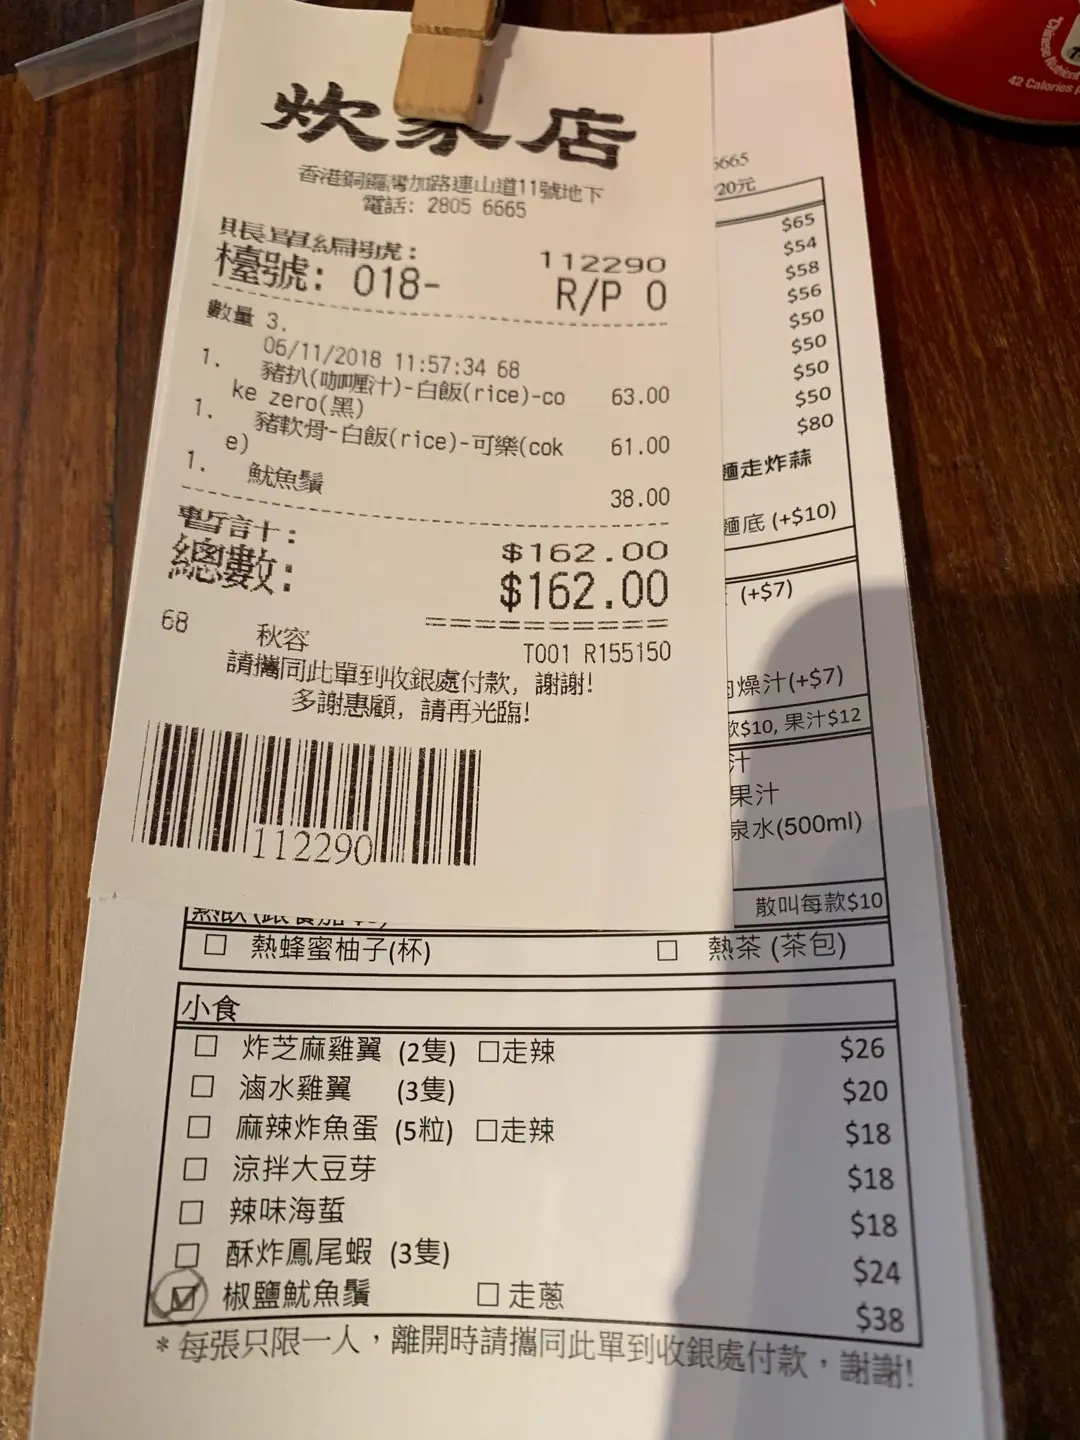 炊家店
香港銅鑼灣加路連山道11號地下
電話: 2805 6665
賬單編號: 112290
檯號: 018- R/P 0
數量 3.
06/11/2018 11:57:34 68
1. 豬扒(咖喱汁)-白飯(rice)-co 63.00
ke zero(黑)
1. 豬軟骨-白飯(rice)-可樂(cok 61.00
e)
1. 魷魚鬚 38.00
暫計: $162.00
總數: $162.00
68 秋容 T001 R155150
請攜同此單到收銀處付款, 謝謝!
多謝惠顧, 請再光臨!
112290
6665
20元
$65
$54
$58
$56
$50
$50
$50
$50
$80
麵走炸蒜
麵底 (+$10)
(+$7)
燥汁(+$7)
$10, 果汁$12
汁
果汁
泉水(500ml)
散叫每款$10
□ 熱蜂蜜柚子(杯) □ 熱茶 (茶包)
小食
□ 炸芝麻雞翼 (2隻) □走辣 $26
□ 滷水雞翼 (3隻) $20
□ 麻辣炸魚蛋 (5粒) □走辣 $18
□ 涼拌大豆芽 $18
□ 辣味海蜇 $18
□ 酥炸鳳尾蝦 (3隻) $24
☑ 椒鹽魷魚鬚 □ 走蔥 $38
* 每張只限一人，離開時請攜同此單到收銀處付款，謝謝!
42 Calories